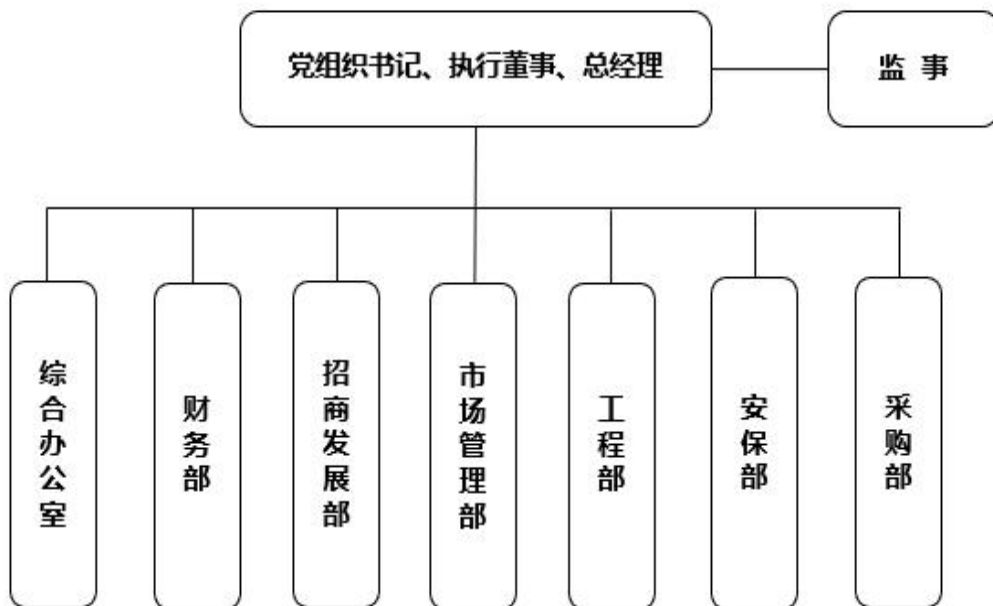 党组织书记、执行董事、总经理
监 事
综合办公室
财务部
招商发展部
市场管理部
工程部
安保部
采购部